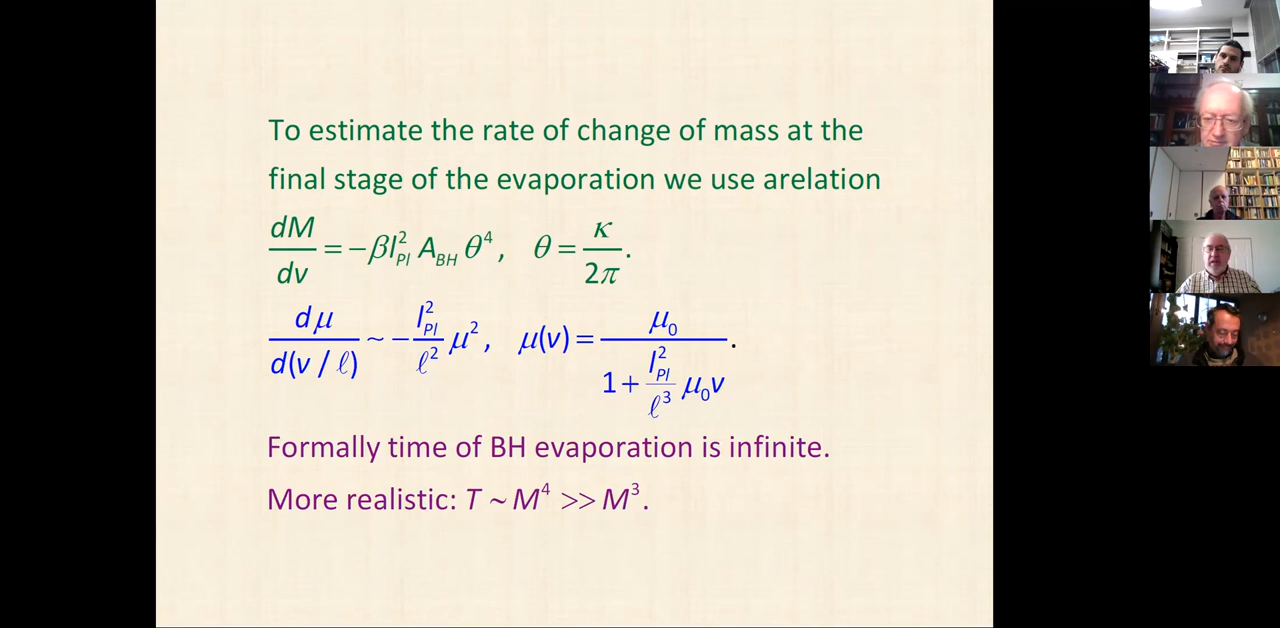 To estimate the rate of change of mass at the
final stage of the evaporation we use arelation
dM/dv = −βl_Pl^2 A_BH θ^4, θ = κ/2π.
dμ/d(v / ℓ) ~ − l_Pl^2/ℓ^2 μ^2, μ(v) = μ_0/(1 + l_Pl^2/ℓ^3 μ_0v).
Formally time of BH evaporation is infinite.
More realistic: T ~ M^4 >> M^3.